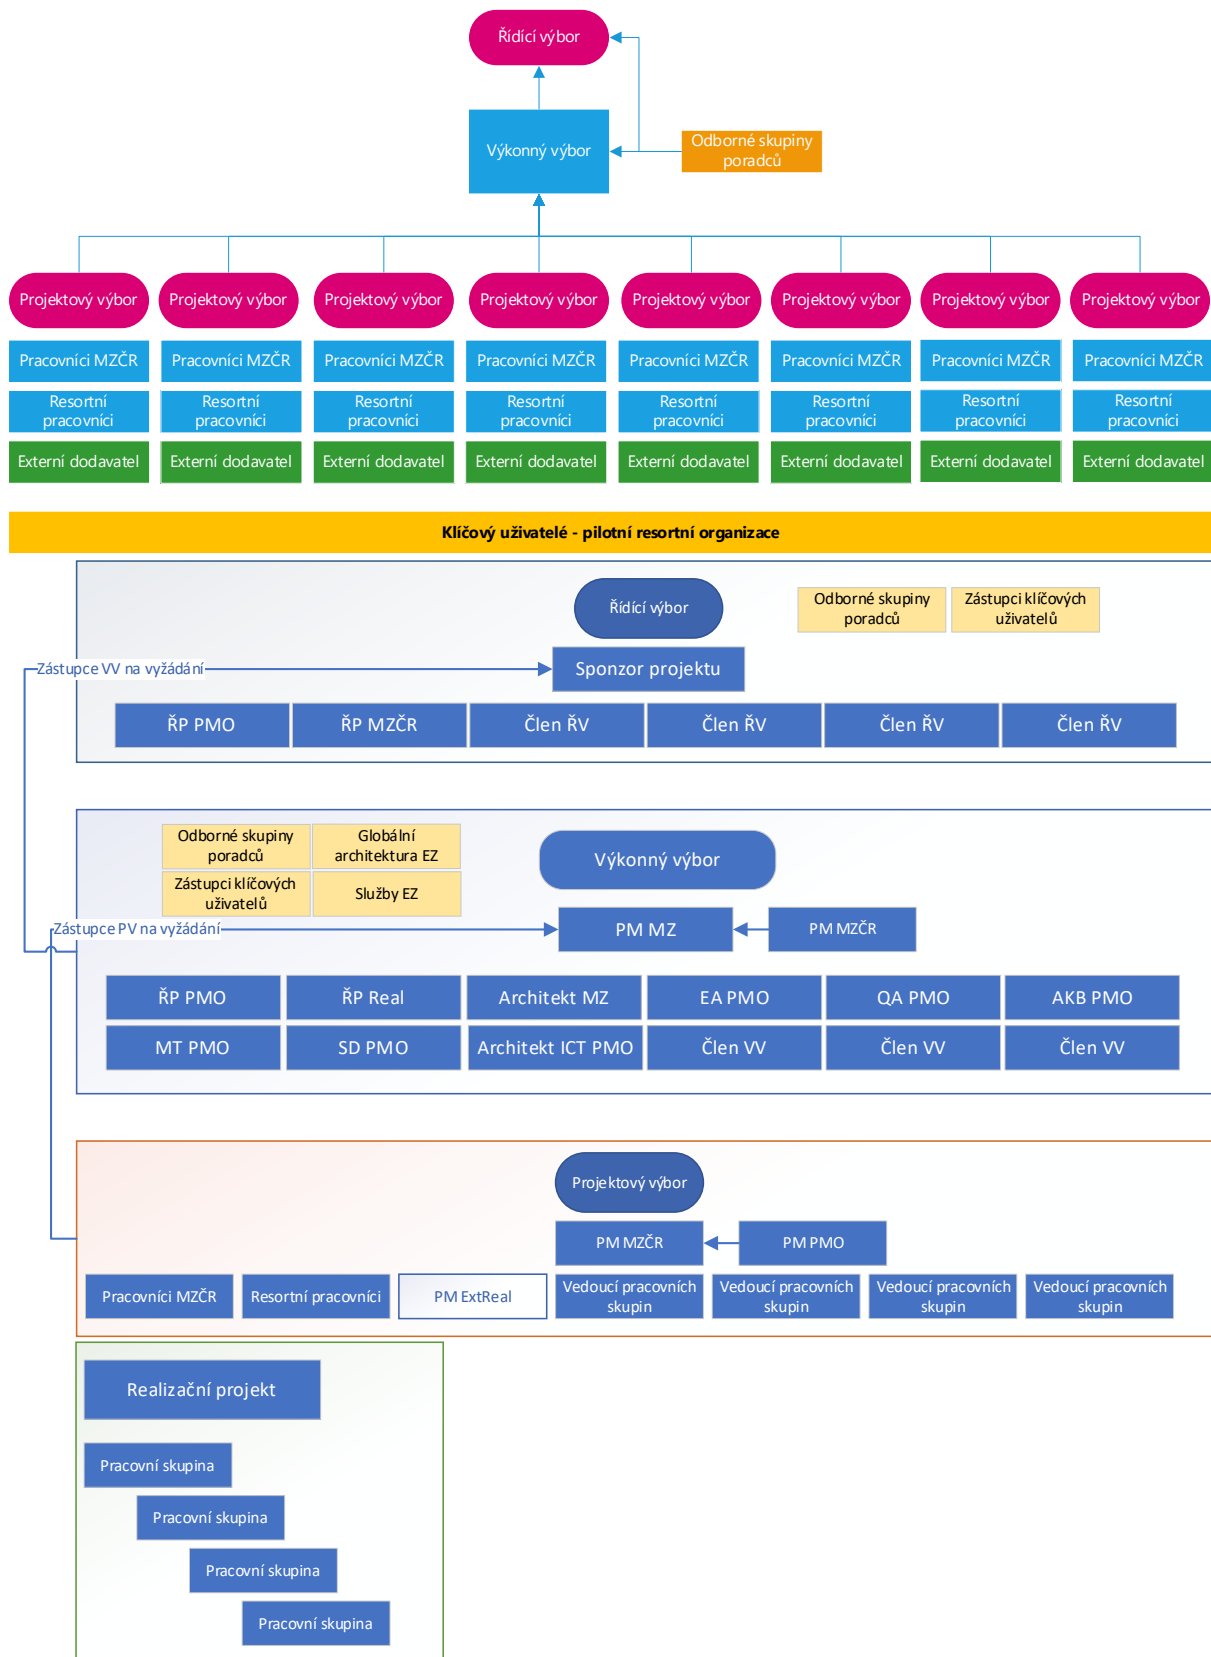 Řídící výbor
Výkonný výbor
Odborné skupiny
poradců
Projektový výbor
Projektový výbor
Projektový výbor
Projektový výbor
Projektový výbor
Projektový výbor
Projektový výbor
Projektový výbor
Pracovníci MZČR
Pracovníci MZČR
Pracovníci MZČR
Pracovníci MZČR
Pracovníci MZČR
Pracovníci MZČR
Pracovníci MZČR
Pracovníci MZČR
Resortní
pracovníci
Resortní
pracovníci
Resortní
pracovníci
Resortní
pracovníci
Resortní
pracovníci
Resortní
pracovníci
Resortní
pracovníci
Resortní
pracovníci
Externí dodavatel
Externí dodavatel
Externí dodavatel
Externí dodavatel
Externí dodavatel
Externí dodavatel
Externí dodavatel
Externí dodavatel
Klíčový uživatelé - pilotní resortní organizace
Řídící výbor
Odborné skupiny
poradců
Zástupci klíčových
uživatelů
Zástupce VV na vyžádání
Sponzor projektu
ŘP PMO
ŘP MZČR
Člen ŘV
Člen ŘV
Člen ŘV
Člen ŘV
Odborné skupiny
poradců
Globální
architektura EZ
Výkonný výbor
Zástupci klíčových
uživatelů
Služby EZ
Zástupce PV na vyžádání
PM MZ
PM MZČR
ŘP PMO
ŘP Real
Architekt MZ
EA PMO
QA PMO
AKB PMO
MT PMO
SD PMO
Architekt ICT PMO
Člen VV
Člen VV
Člen VV
Projektový výbor
PM MZČR
PM PMO
Pracovníci MZČR
Resortní pracovníci
PM ExtReal
Vedoucí pracovních
skupin
Vedoucí pracovních
skupin
Vedoucí pracovních
skupin
Vedoucí pracovních
skupin
Realizační projekt
Pracovní skupina
Pracovní skupina
Pracovní skupina
Pracovní skupina